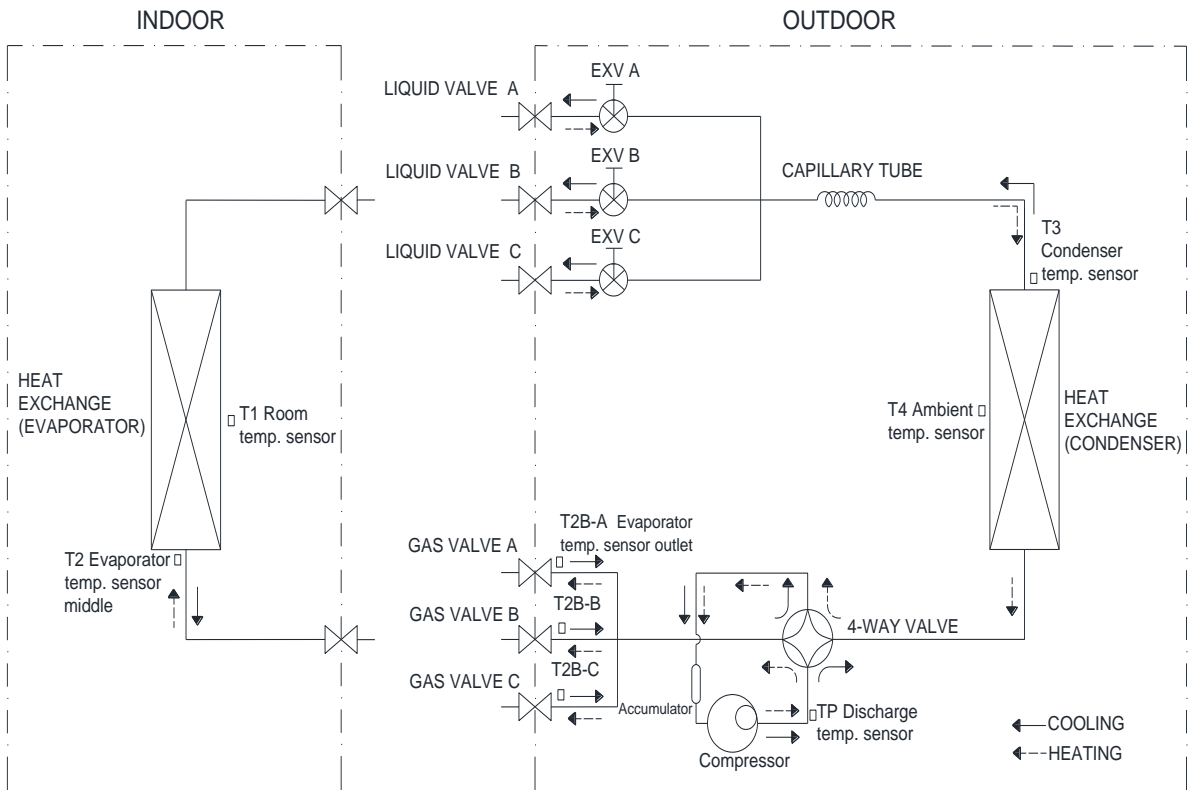 INDOOR
OUTDOOR
LIQUID VALVE A
EXV A
LIQUID VALVE B
EXV B
CAPILLARY TUBE
LIQUID VALVE C
EXV C
T3
Condenser
temp. sensor
HEAT
EXCHANGE
(EVAPORATOR)
T1 Room
temp. sensor
T4 Ambient
temp. sensor
HEAT
EXCHANGE
(CONDENSER)
T2 Evaporator
temp. sensor
middle
GAS VALVE A
T2B-A Evaporator
temp. sensor outlet
GAS VALVE B
T2B-B
4-WAY VALVE
GAS VALVE C
T2B-C
Accumulator
TP Discharge
temp. sensor
Compressor
COOLING
HEATING